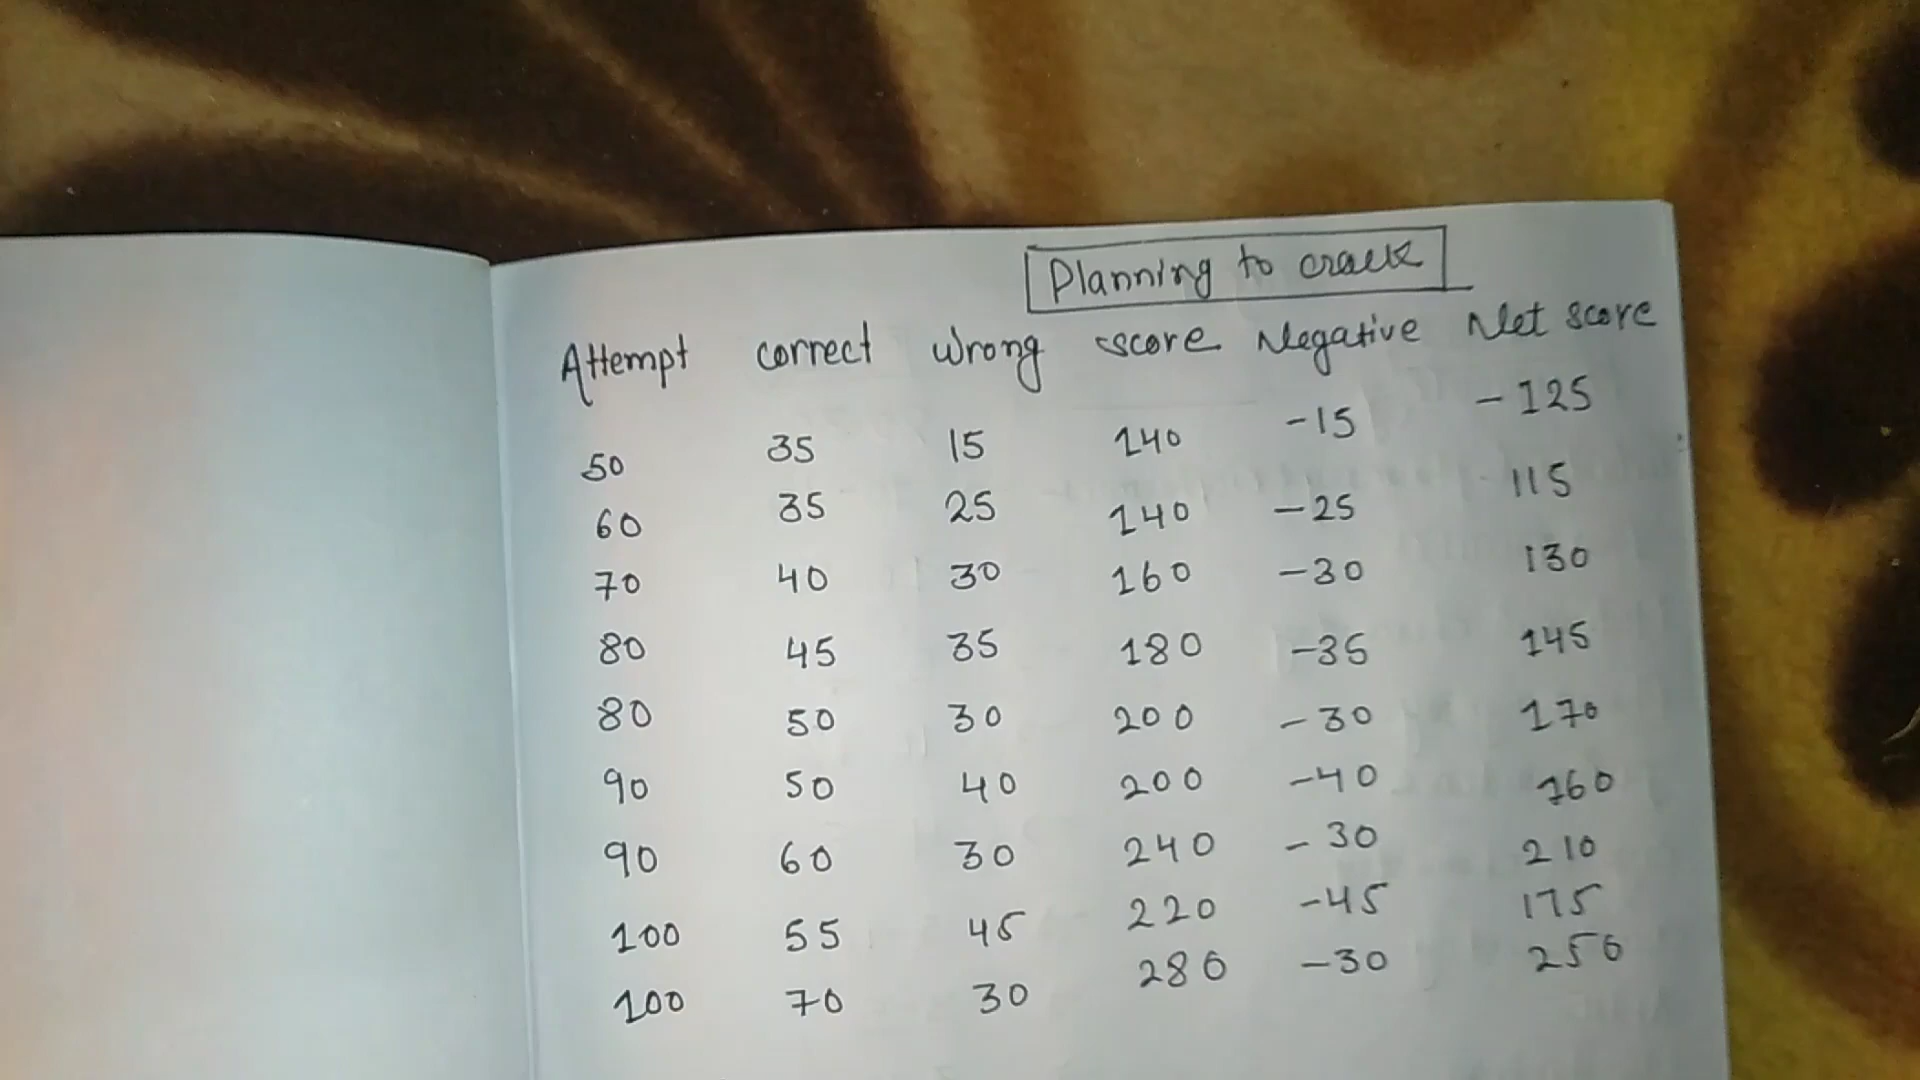 Planning to crack
Attempt correct wrong score Negative Net score
50 35 15 140 -15 -125
60 35 25 140 -25 115
70 40 30 160 -30 130
80 45 35 180 -35 145
80 50 30 200 -30 170
90 50 40 200 -40 160
90 60 30 240 -30 210
100 55 45 220 -45 175
100 70 30 280 -30 250